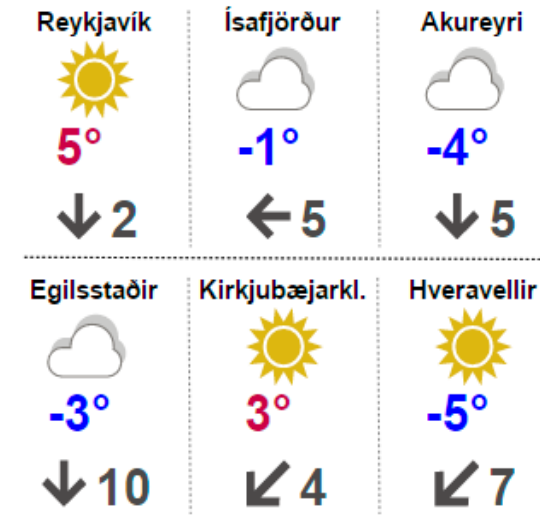 Reykjavík Ísafjörður Akureyri
5° -1° -4°
2 5 5
Egilsstaðir Kirkjubæjarkl. Hveravellir
-3° 3° -5°
10 4 7